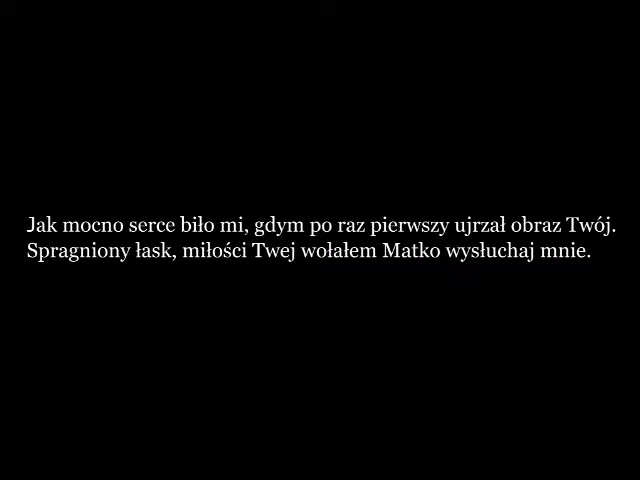 Jak mocno serce biło mi, gdym po raz pierwszy ujrzał obraz Twój.
Spragniony łask, miłości Twej wołałem Matko wysłuchaj mnie.